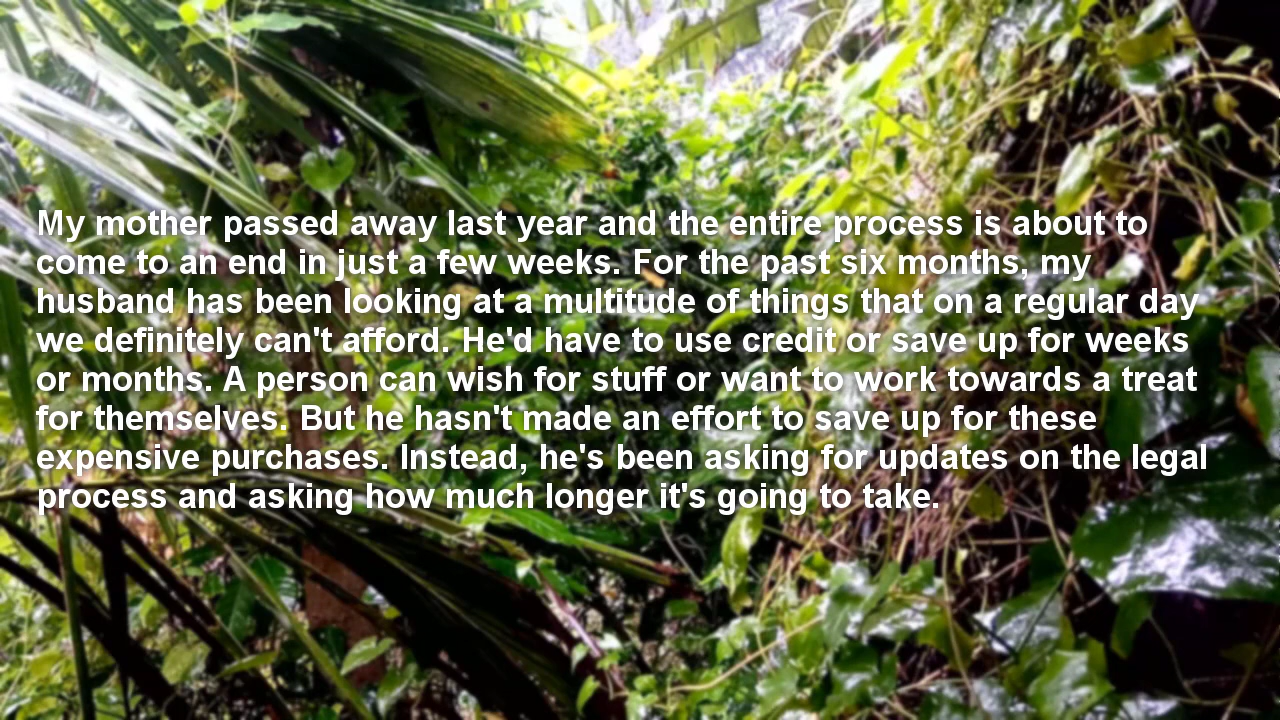 My mother passed away last year and the entire process is about to
come to an end in just a few weeks. For the past six months, my
husband has been looking at a multitude of things that on a regular day
we definitely can't afford. He'd have to use credit or save up for weeks
or months. A person can wish for stuff or want to work towards a treat
for themselves. But he hasn't made an effort to save up for these
expensive purchases. Instead, he's been asking for updates on the legal
process and asking how much longer it's going to take.